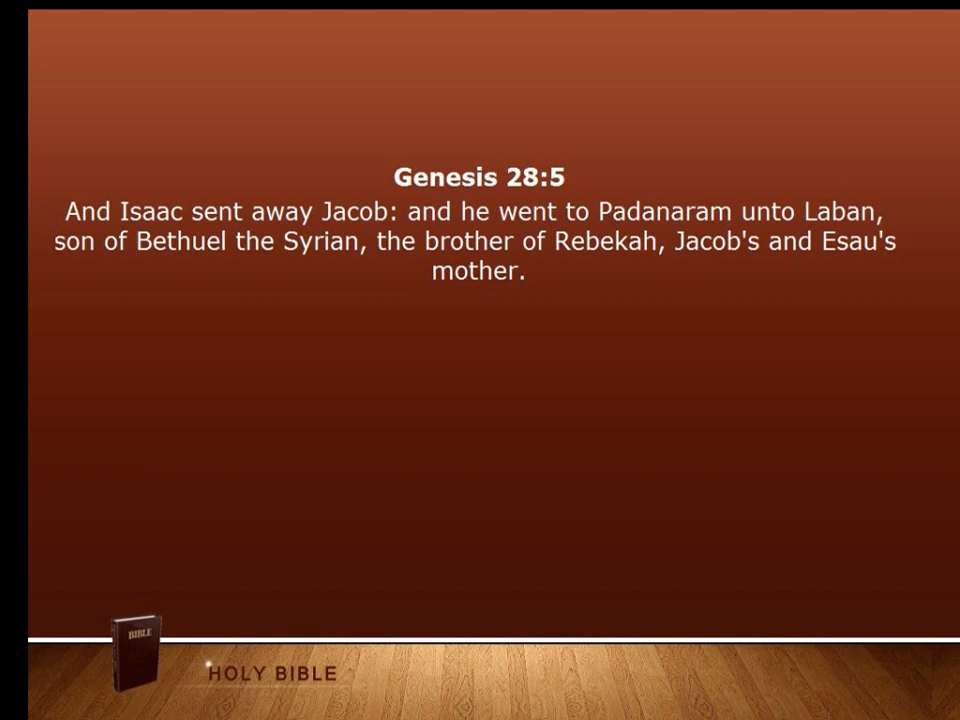 Genesis 28:5
And Isaac sent away Jacob: and he went to Padanaram unto Laban,
son of Bethuel the Syrian, the brother of Rebekah, Jacob's and Esau's
mother.
BIBLE
HOLY BIBLE